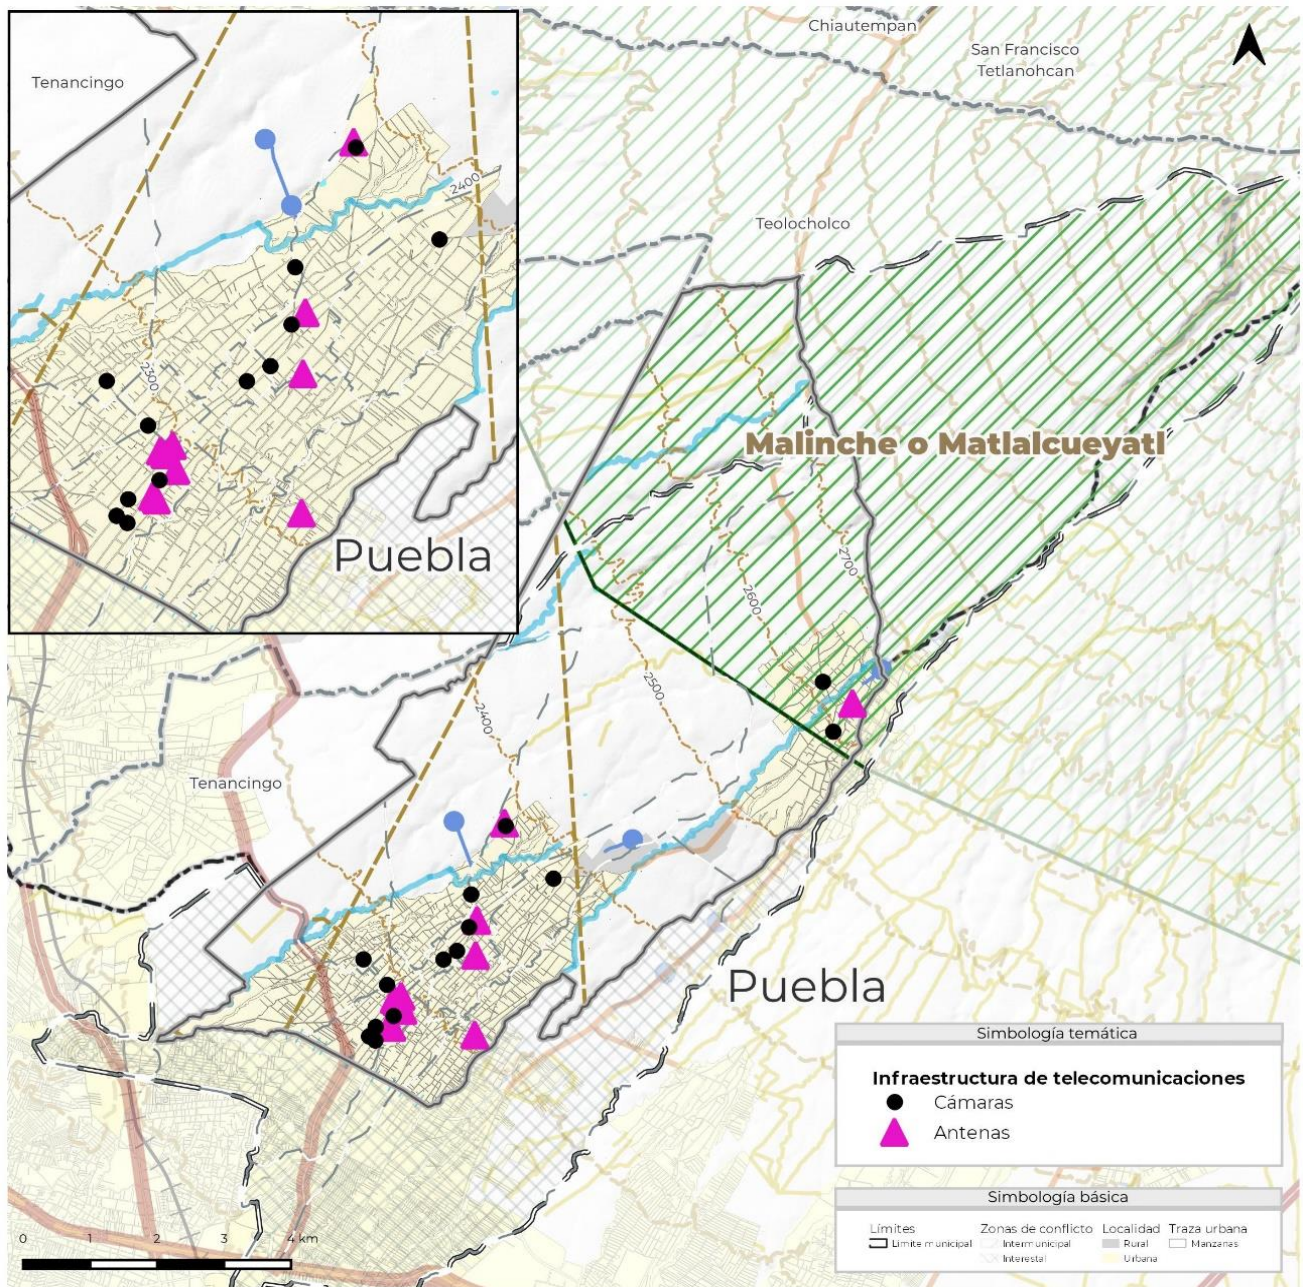 Chiautempan
San Francisco
Tetlanohcan
Tenancingo
2400
Teolocholco
2300
Malinche o Matlalcueyatl
Puebla
2700
2600
2500
2400
Tenancingo
Puebla
Simbología temática
Infraestructura de telecomunicaciones
Cámaras
Antenas
Simbología básica
Límites Zonas de conflicto Localidad Traza urbana
Límite municipal Intermunicipal Rural Manzanas
Interestal Urbana
0 1 2 3 4 km